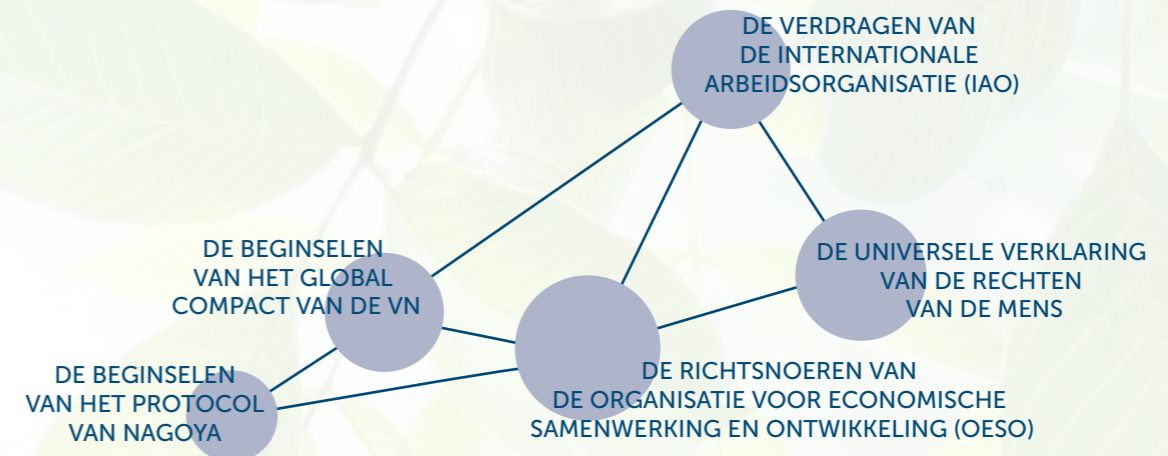 DE VERDRAGEN VAN
DE INTERNATIONALE
ARBEIDSORGANISATIE (IAO)
DE BEGINSELEN
VAN HET GLOBAL
COMPACT VAN DE VN
DE UNIVERSELE VERKLARING
VAN DE RECHTEN
VAN DE MENS
DE BEGINSELEN
VAN HET PROTOCOL
VAN NAGOYA
DE RICHTSNOEREN VAN
DE ORGANISATIE VOOR ECONOMISCHE
SAMENWERKING EN ONTWIKKELING (OESO)